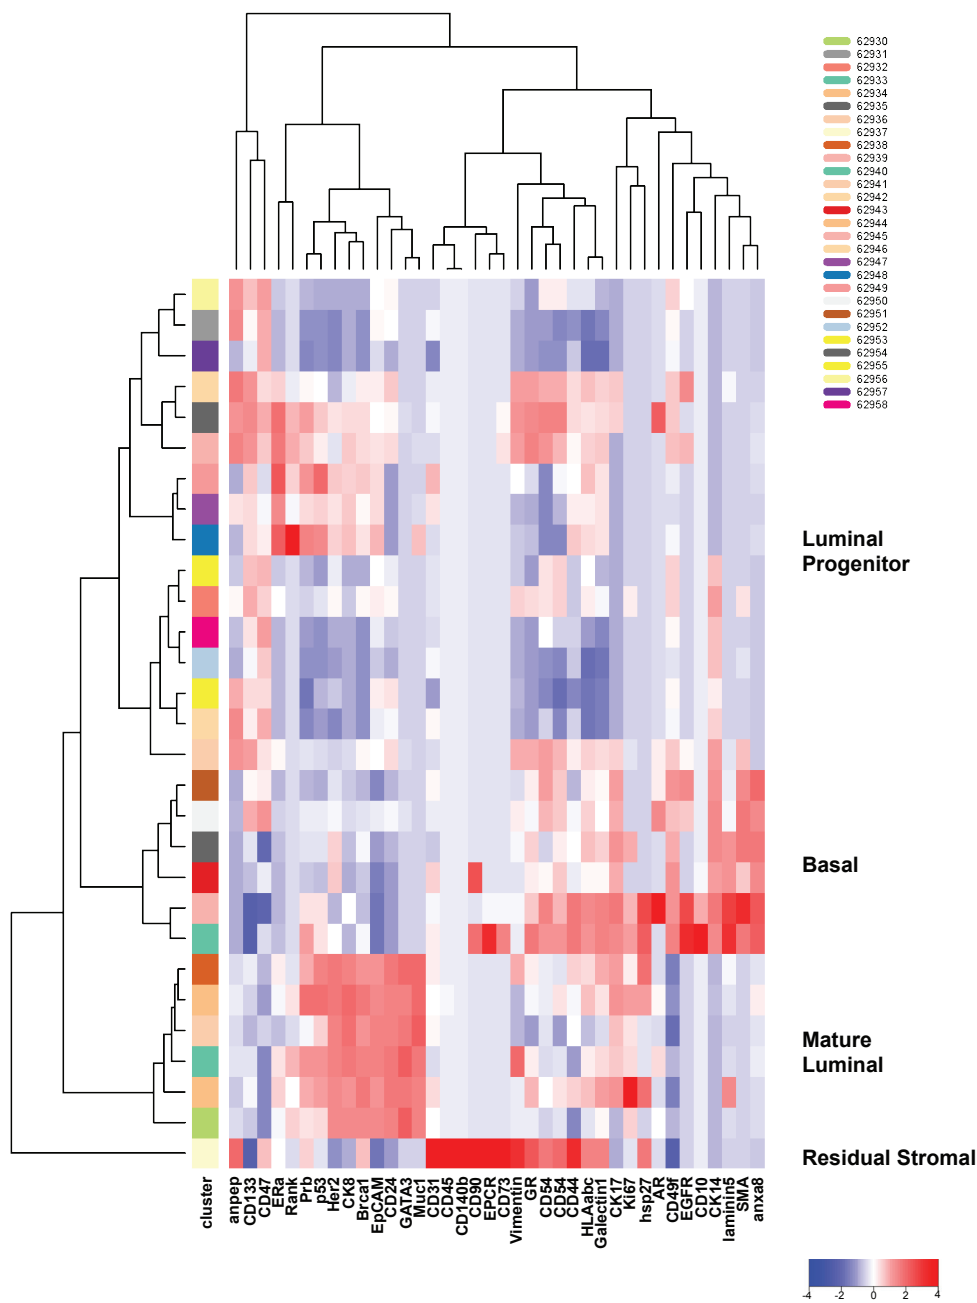 62930
62931
62932
62933
62934
62935
62936
62937
62938
62939
62940
62941
62942
62943
62944
62945
62946
62947
62948
62949
62950
62951
62952
62953
62954
62955
62956
62957
62958
Luminal
Progenitor
Basal
Mature
Luminal
Residual Stromal
cluster
anpep
CD133
CD47
ERa
Rank
Prb
p53
Her2
CK8
Brca1
EpCAM
CD24
GATA3
Muc1
CD31
CD45
CD140b
CD90
EPCR
CD73
Vimentin
GR
CD54
CD54
CD44
HLAabc
Galectin1
CK17
Ki67
hsp27
AR
CD49f
EGFR
CD10
CK14
laminin5
SMA
anxa8
-4 -2 0 2 4